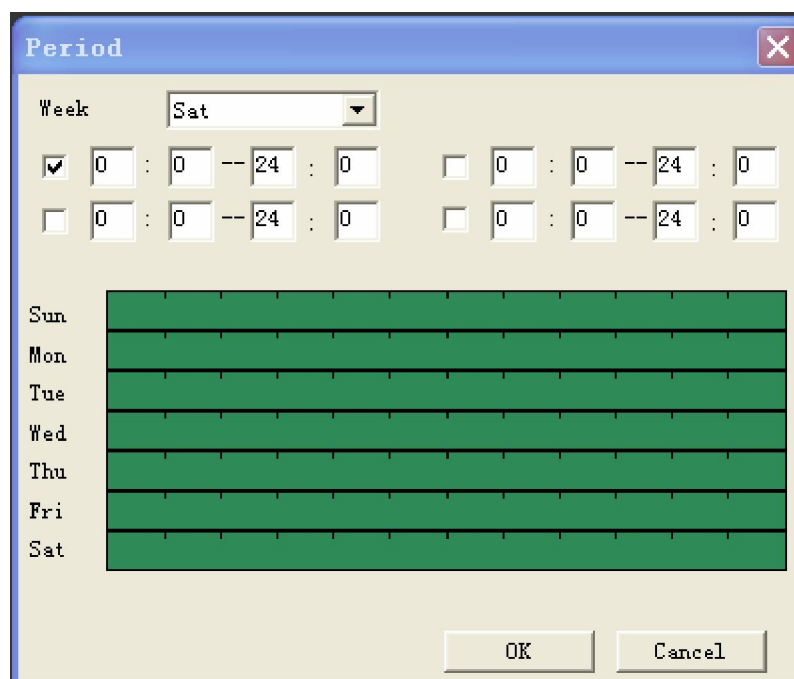 Period
Week Sat
0 : 0 -- 24 : 0 0 : 0 -- 24 : 0
0 : 0 -- 24 : 0 0 : 0 -- 24 : 0
Sun
Mon
Tue
Wed
Thu
Fri
Sat
OK Cancel